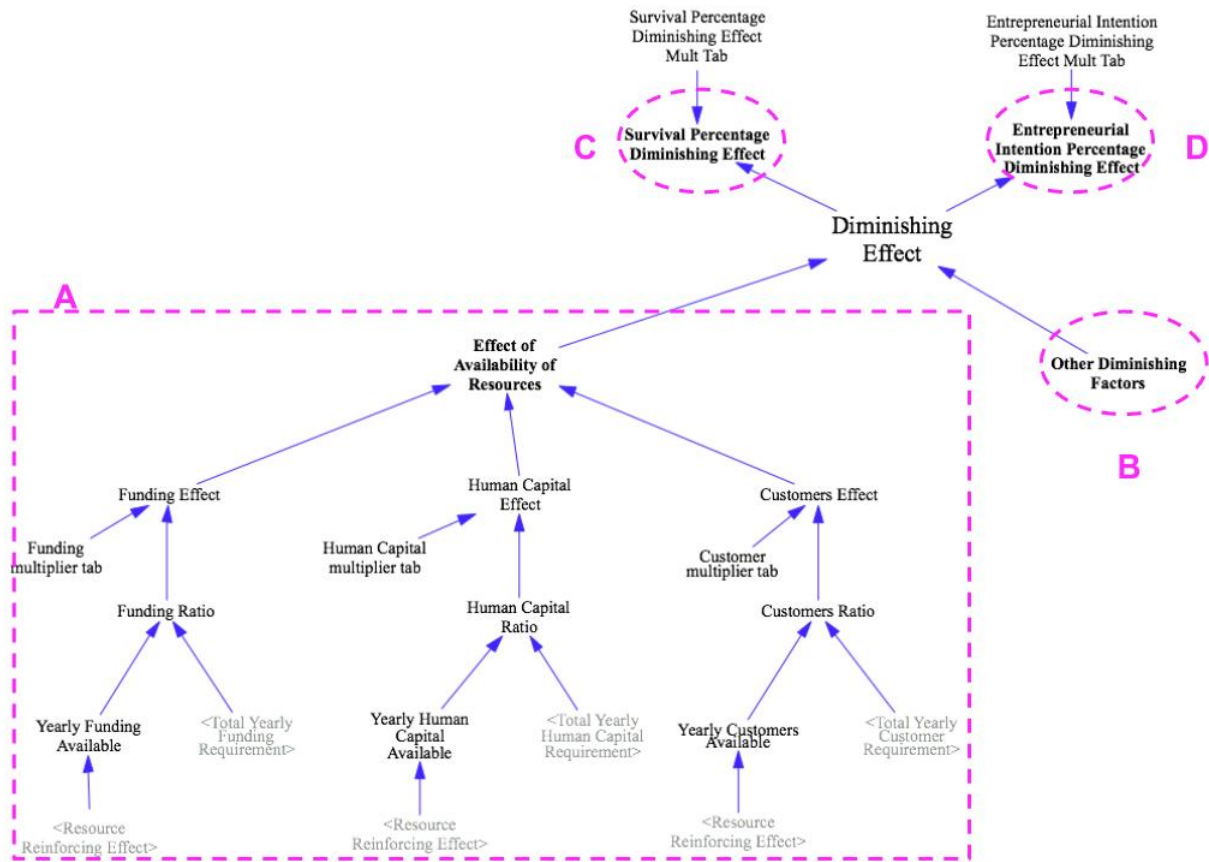 Survival Percentage
Diminishing Effect
Mult Tab
Entrepreneurial Intention
Percentage Diminishing
Effect Mult Tab
C
Survival Percentage
Diminishing Effect
Entrepreneurial
Intention Percentage
Diminishing Effect
D
Diminishing
Effect
A
Effect of
Availability of
Resources
Other Diminishing
Factors
B
Funding Effect
Human Capital
Effect
Customers Effect
Funding
multiplier tab
Human Capital
multiplier tab
Customer
multiplier tab
Funding Ratio
Human Capital
Ratio
Customers Ratio
Yearly Funding
Available
<Total Yearly
Funding
Requirement>
Yearly Human
Capital
Available
<Total Yearly
Human Capital
Requirement>
Yearly Customers
Available
<Total Yearly
Customer
Requirement>
<Resource
Reinforcing Effect>
<Resource
Reinforcing Effect>
<Resource
Reinforcing Effect>